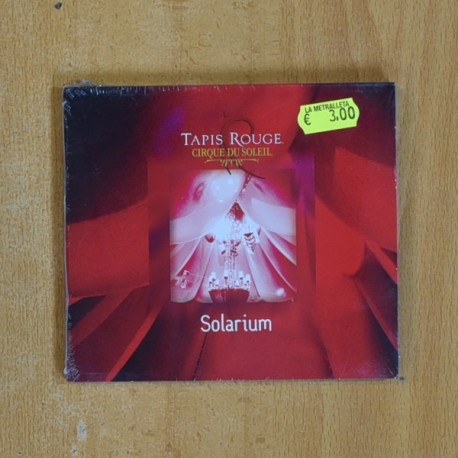 LA METRALLETA
€ 3,00
TAPIS ROUGE
CIRQUE DU SOLEIL
Solarium